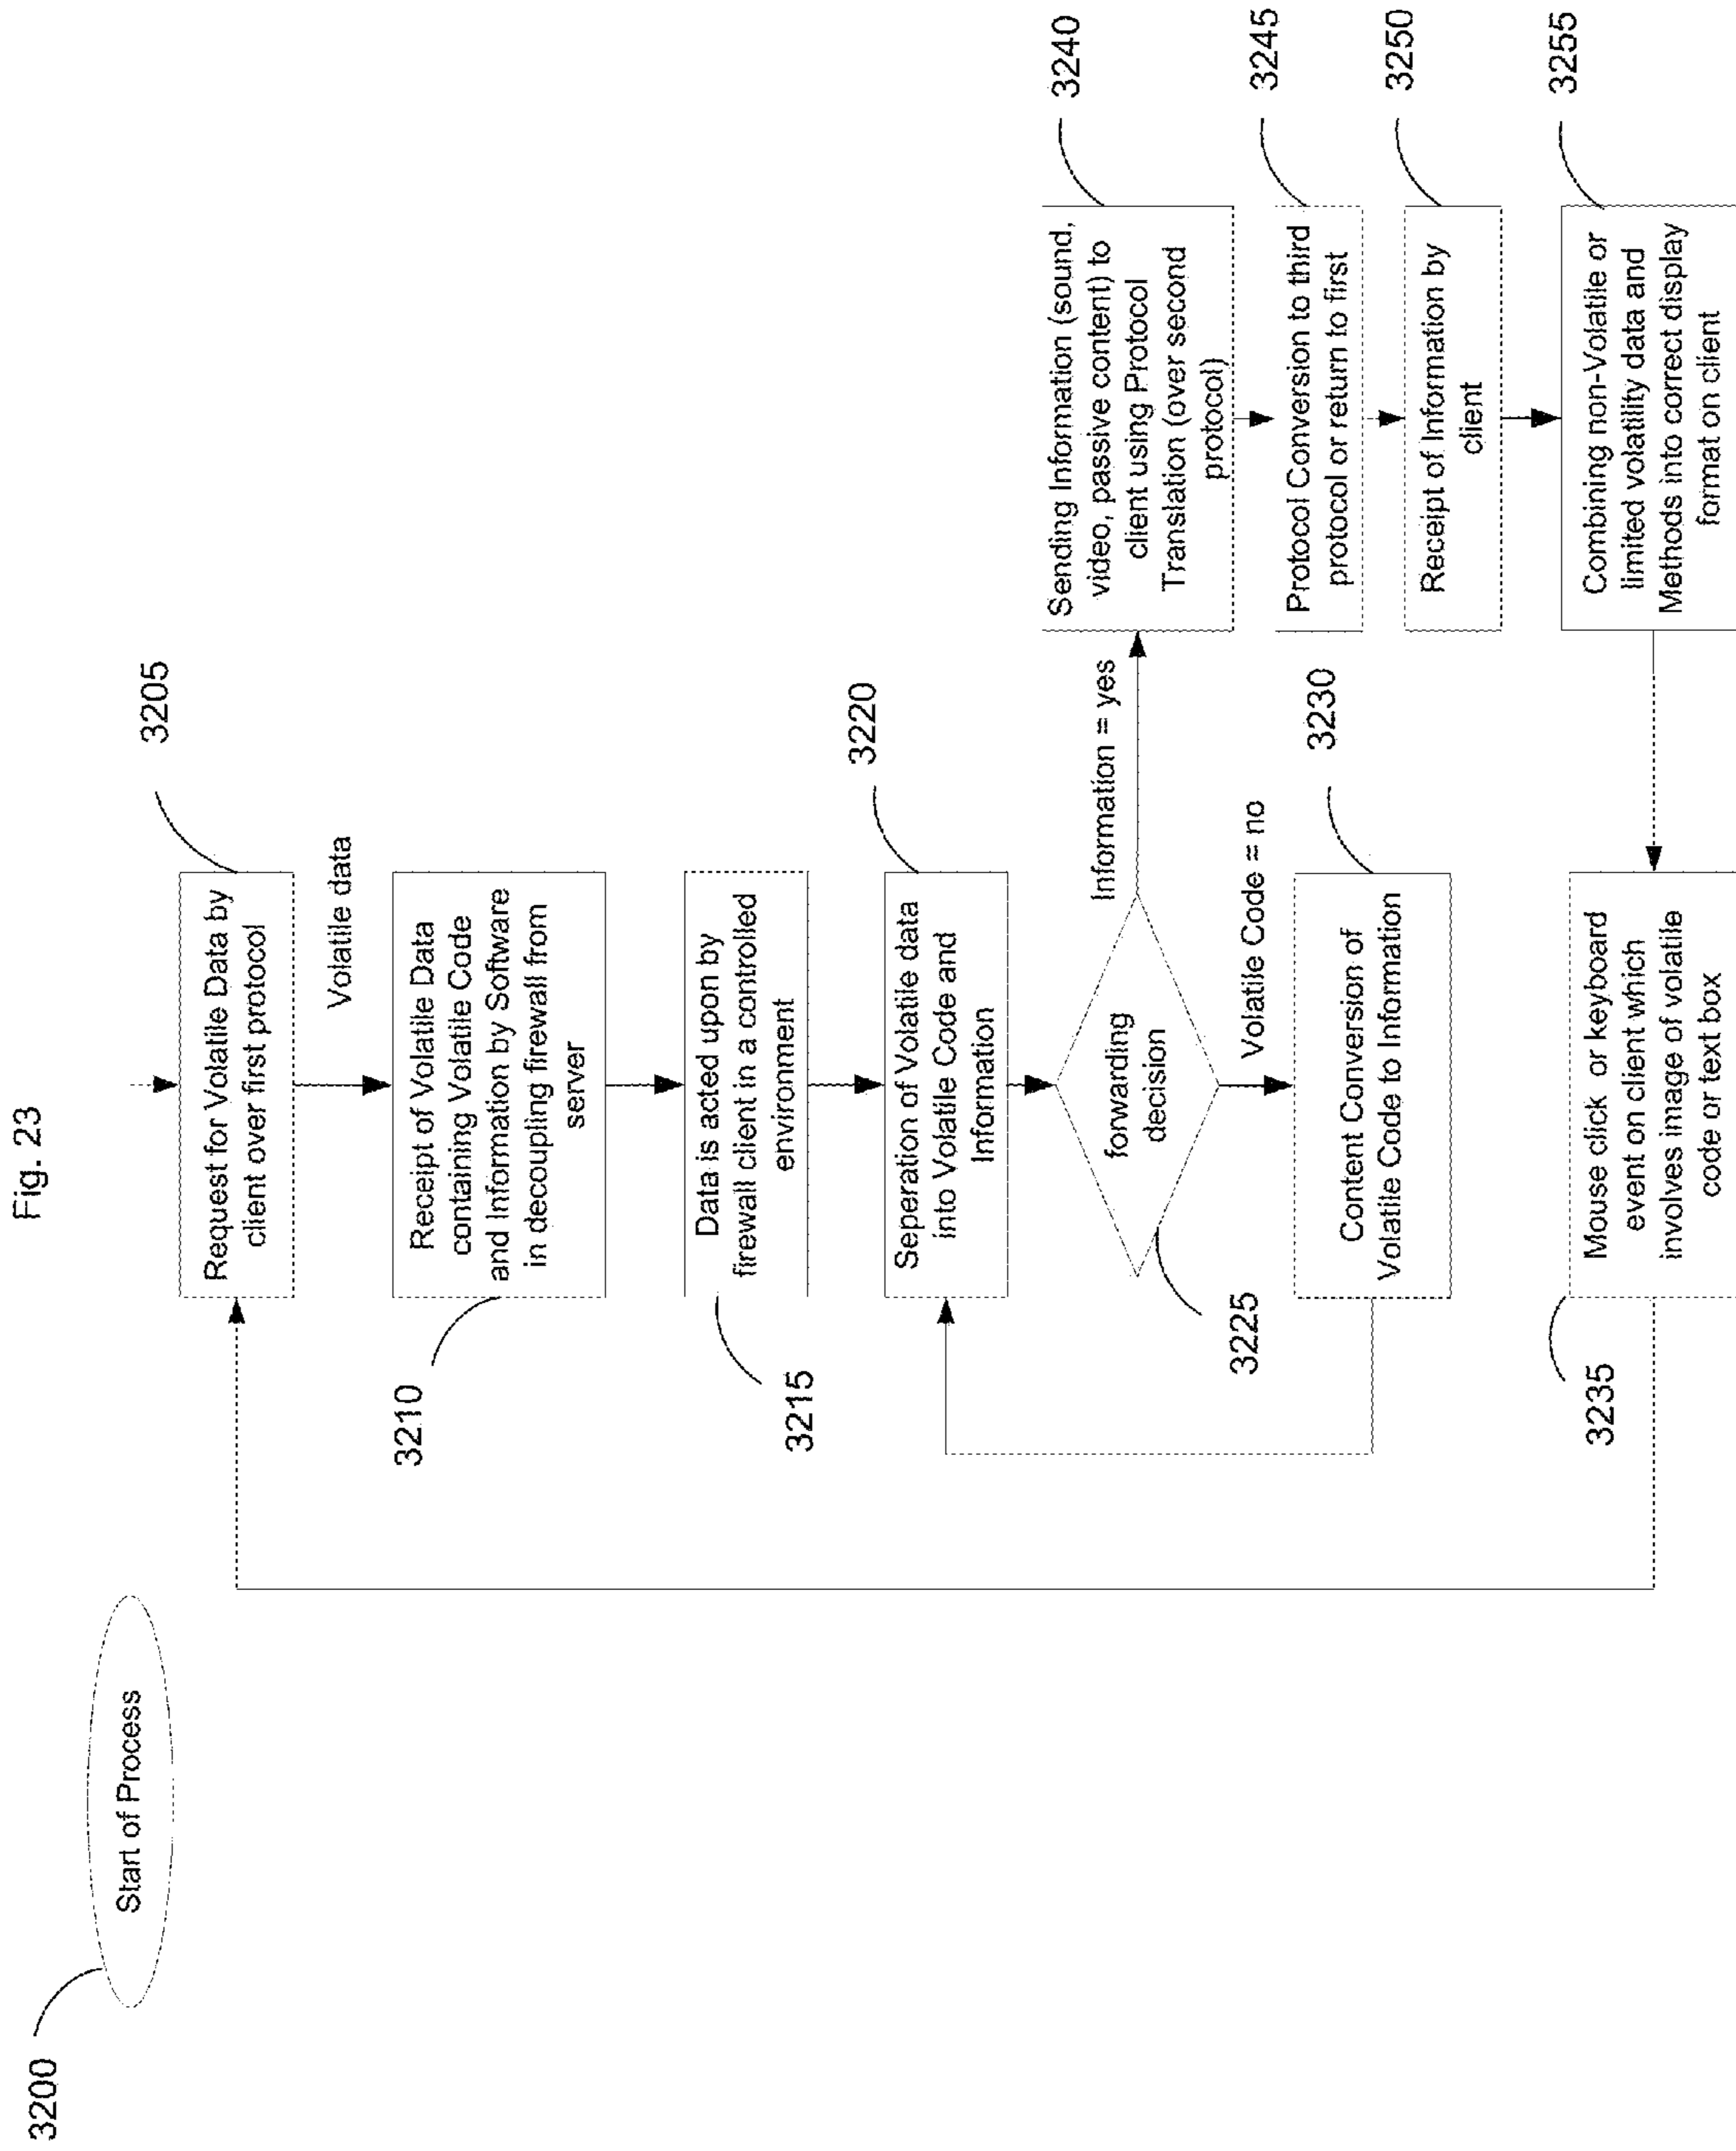 Fig. 23
3200
Start of Process
3205
Request for Volatile Data by
client over first protocol
Volatile data
3210
Receipt of Volatile Data
containing Volatile Code
and Information by Software
in decoupling firewall from
server
3215
Data is acted upon by
firewall client in a controlled
environment
3220
Seperation of Volatile data
into Volatile Code and
Information
3225
forwarding
decision
Information = yes
Volatile Code = no
3230
Content Conversion of
Volatile Code to Information
3235
Mouse click or keyboard
event on client which
involves image of volatile
code or text box
3240
Sending Information (sound,
video, passive content) to
client using Protocol
Translation (over second
protocol)
3245
Protocol Conversion to third
protocol or return to first
3250
Receipt of Information by
client
3255
Combining non-Volatile or
limited volatility data and
Methods into correct display
format on client